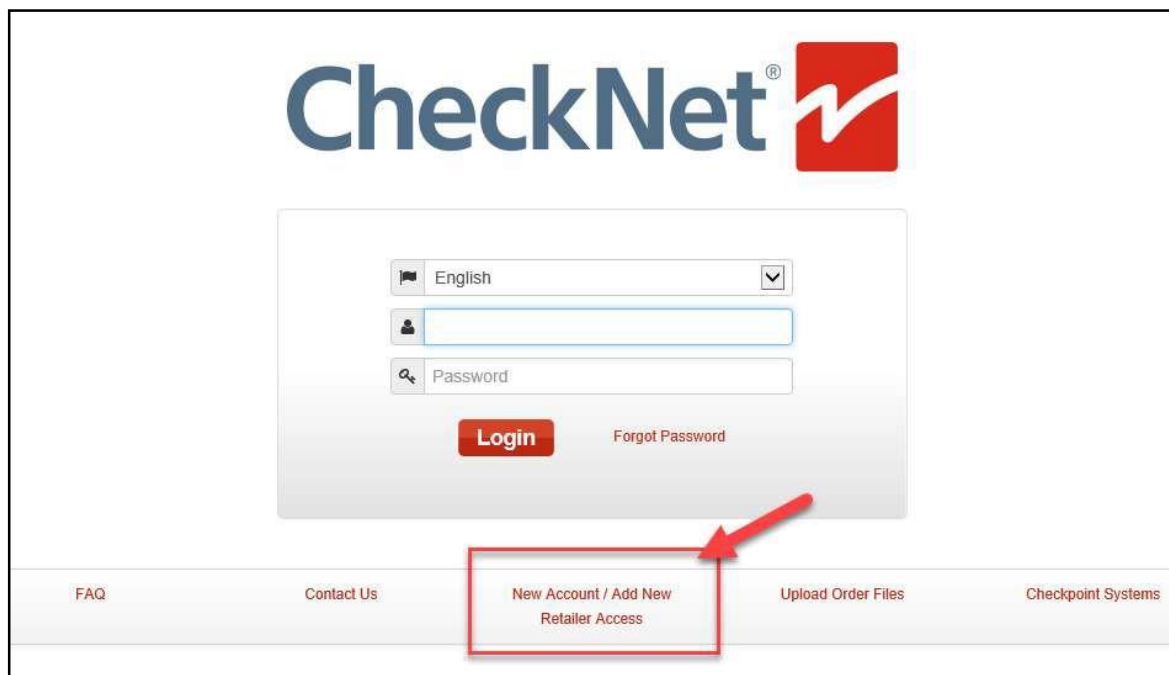 CheckNet®
English
Password
Login Forgot Password
FAQ Contact Us New Account / Add New Retailer Access Upload Order Files Checkpoint Systems